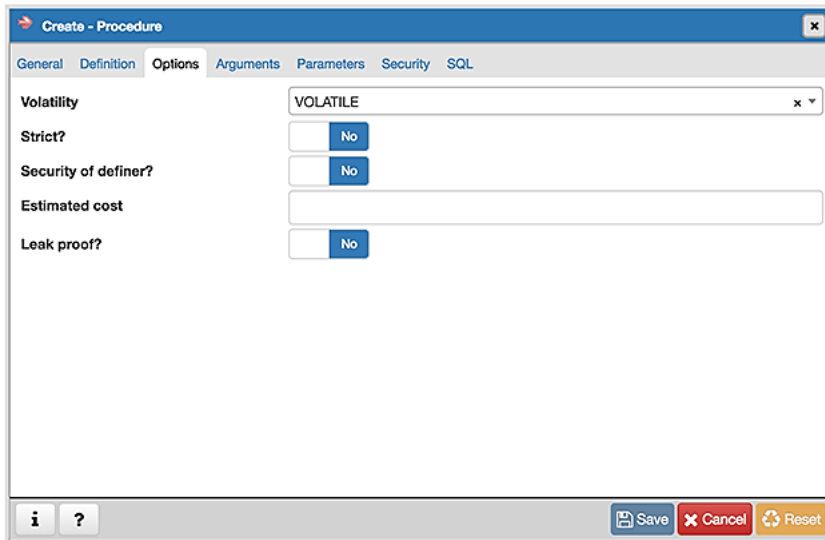 Create - Procedure
General Definition Options Arguments Parameters Security SQL
Volatility VOLATILE
Strict? No
Security of definer? No
Estimated cost
Leak proof? No
i ? Save Cancel Reset